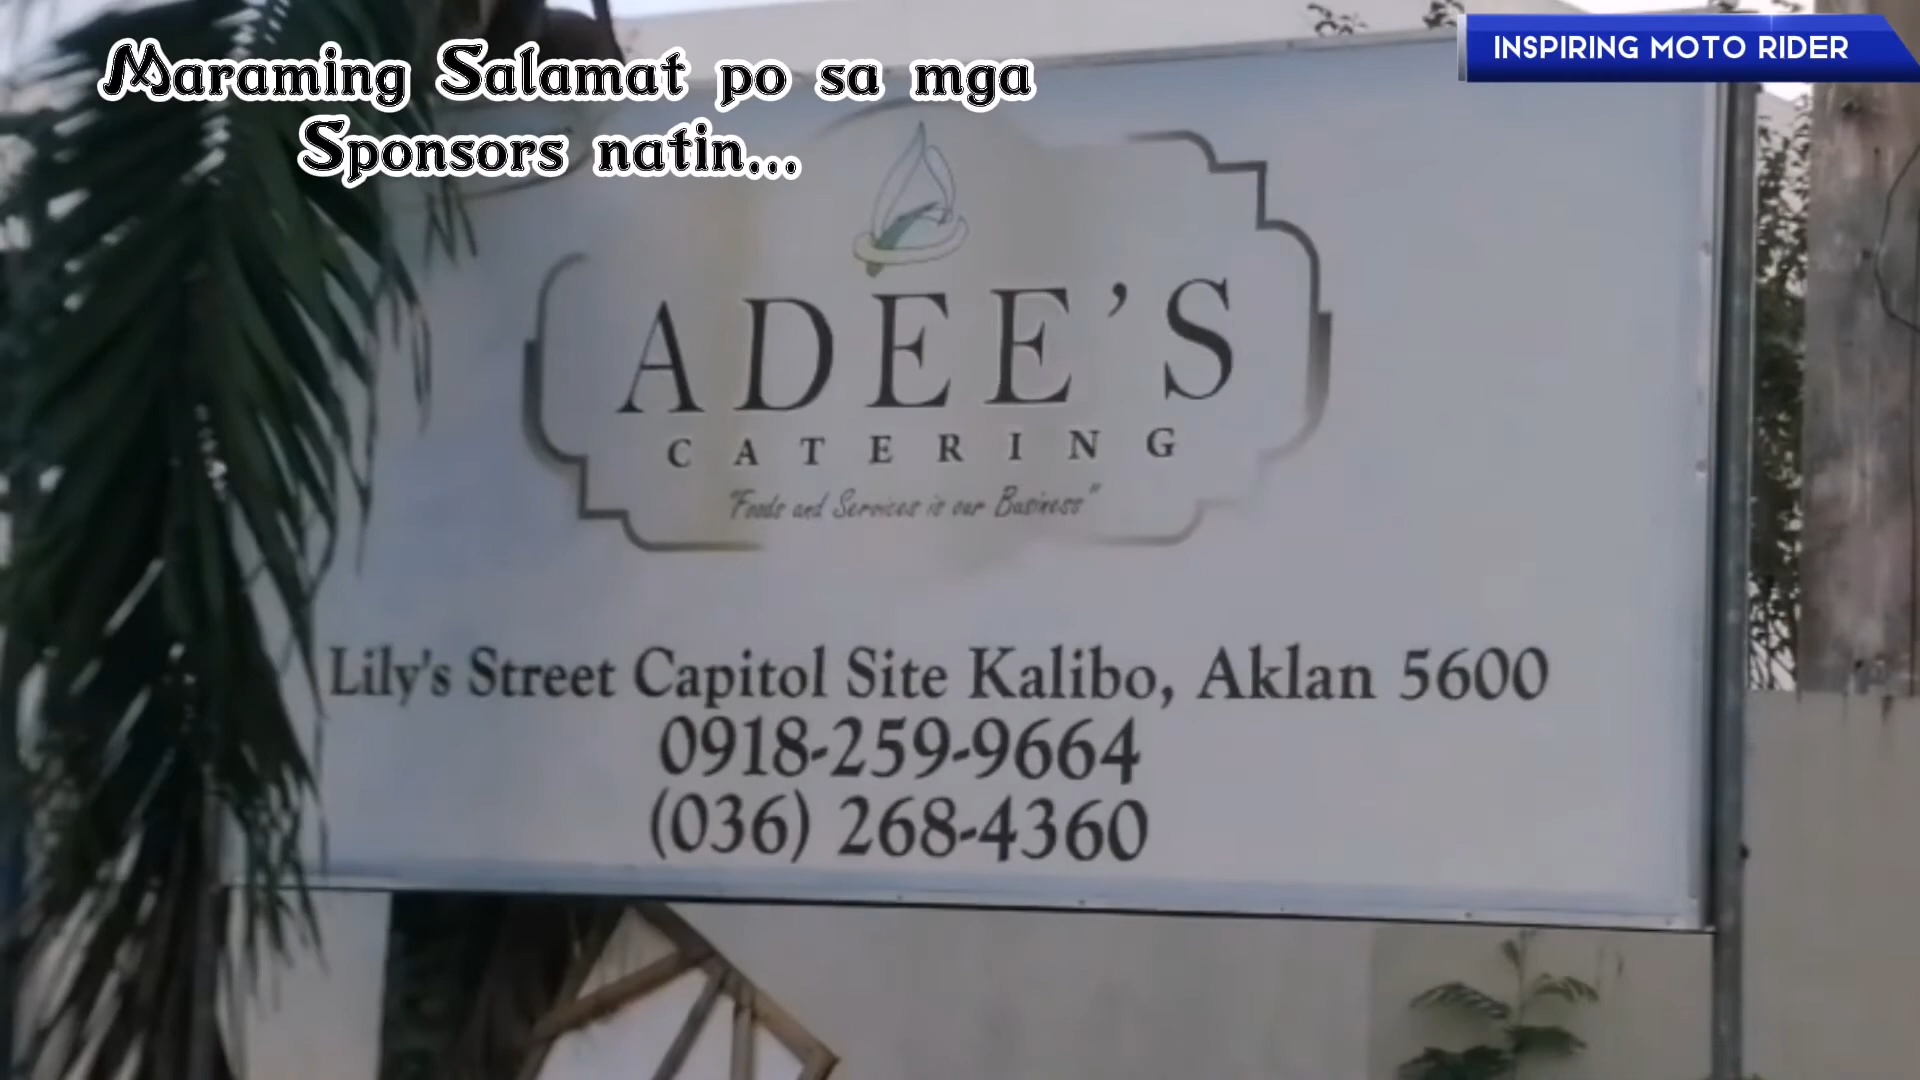 Maraming Salamat po sa mga
Sponsors natin...
INSPIRING MOTO RIDER
ADEE'S
CATERING
"Foods and Services is our Business"
Lily's Street Capitol Site Kalibo, Aklan 5600
0918-259-9664
(036) 268-4360